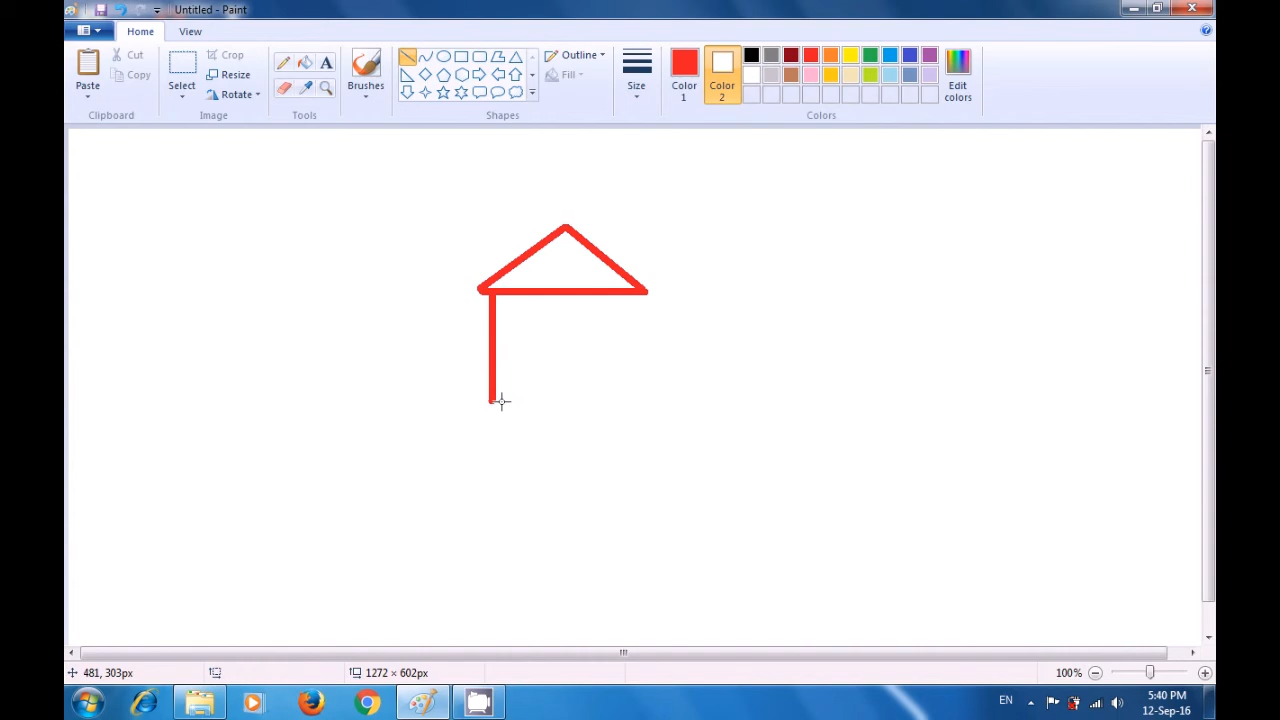 Untitled - Paint
Home View
Paste
Cut
Copy
Clipboard
Select
Crop
Resize
Rotate
Image
Tools
Brushes
Shapes
Outline
Fill
Size
Color 1
Color 2
Edit colors
Colors
481, 303px
1272 × 602px
100%
EN
5:40 PM
12-Sep-16